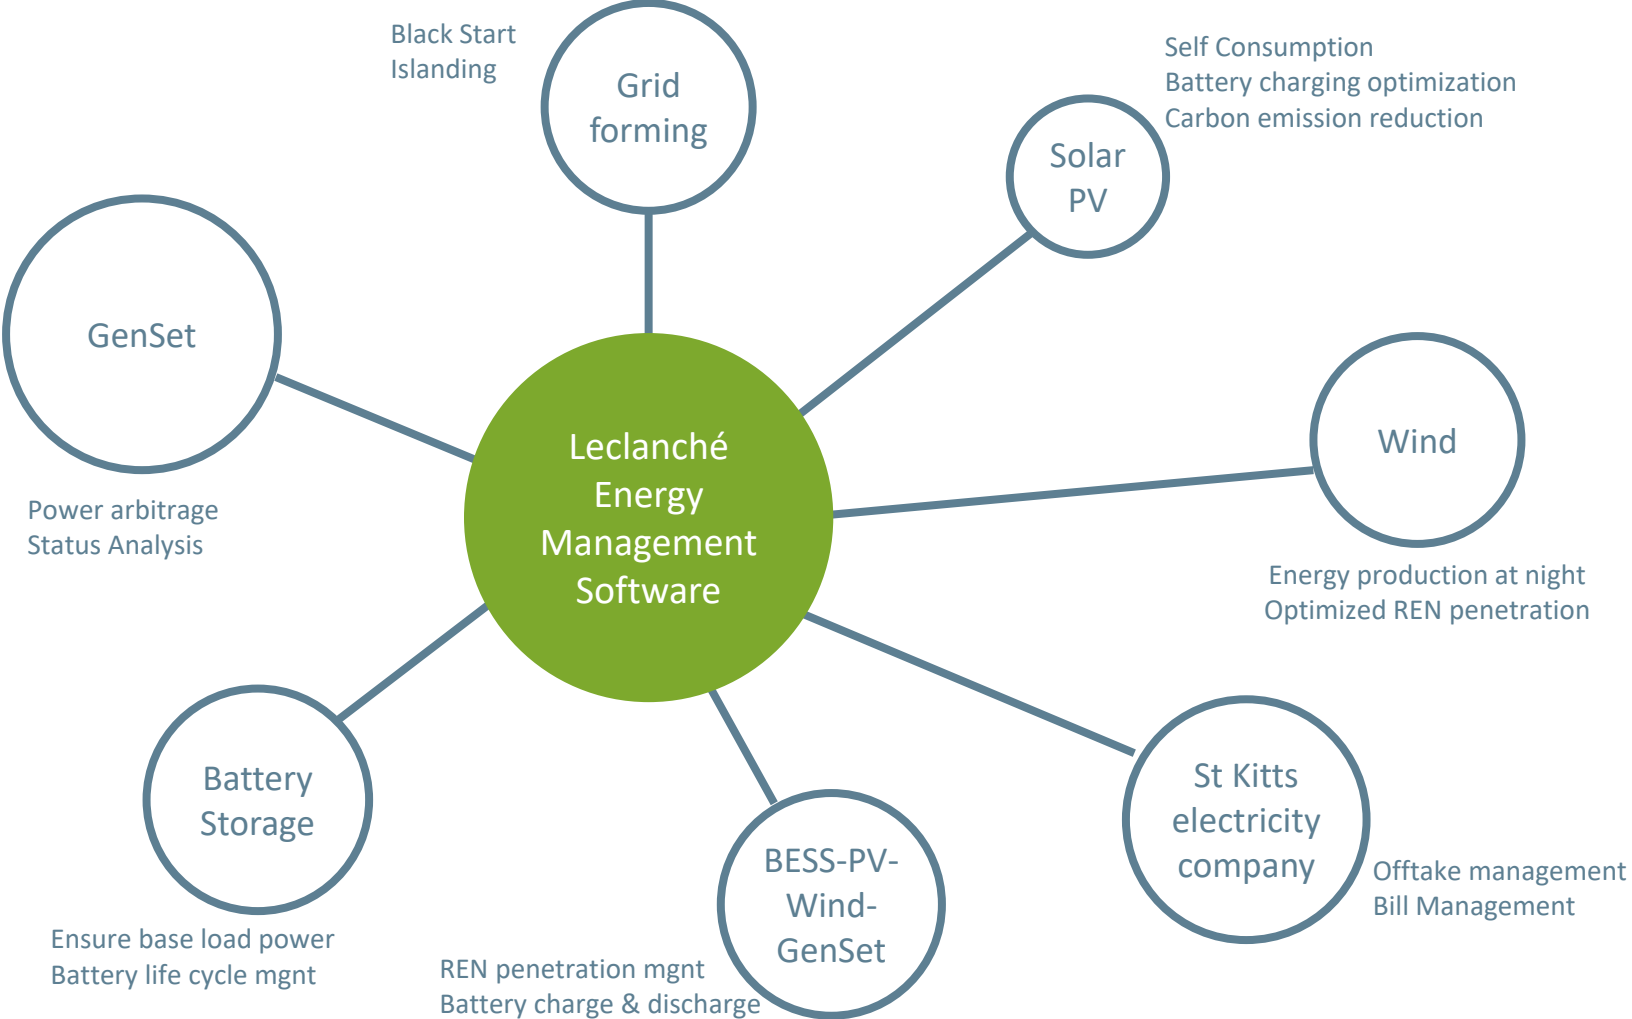 Black Start
Islanding
Grid
forming
Self Consumption
Battery charging optimization
Carbon emission reduction
Solar
PV
GenSet
Power arbitrage
Status Analysis
Leclanché
Energy
Management
Software
Wind
Energy production at night
Optimized REN penetration
Battery
Storage
Ensure base load power
Battery life cycle mgnt
BESS-PV-
Wind-
GenSet
REN penetration mgnt
Battery charge & discharge
St Kitts
electricity
company
Offtake management
Bill Management